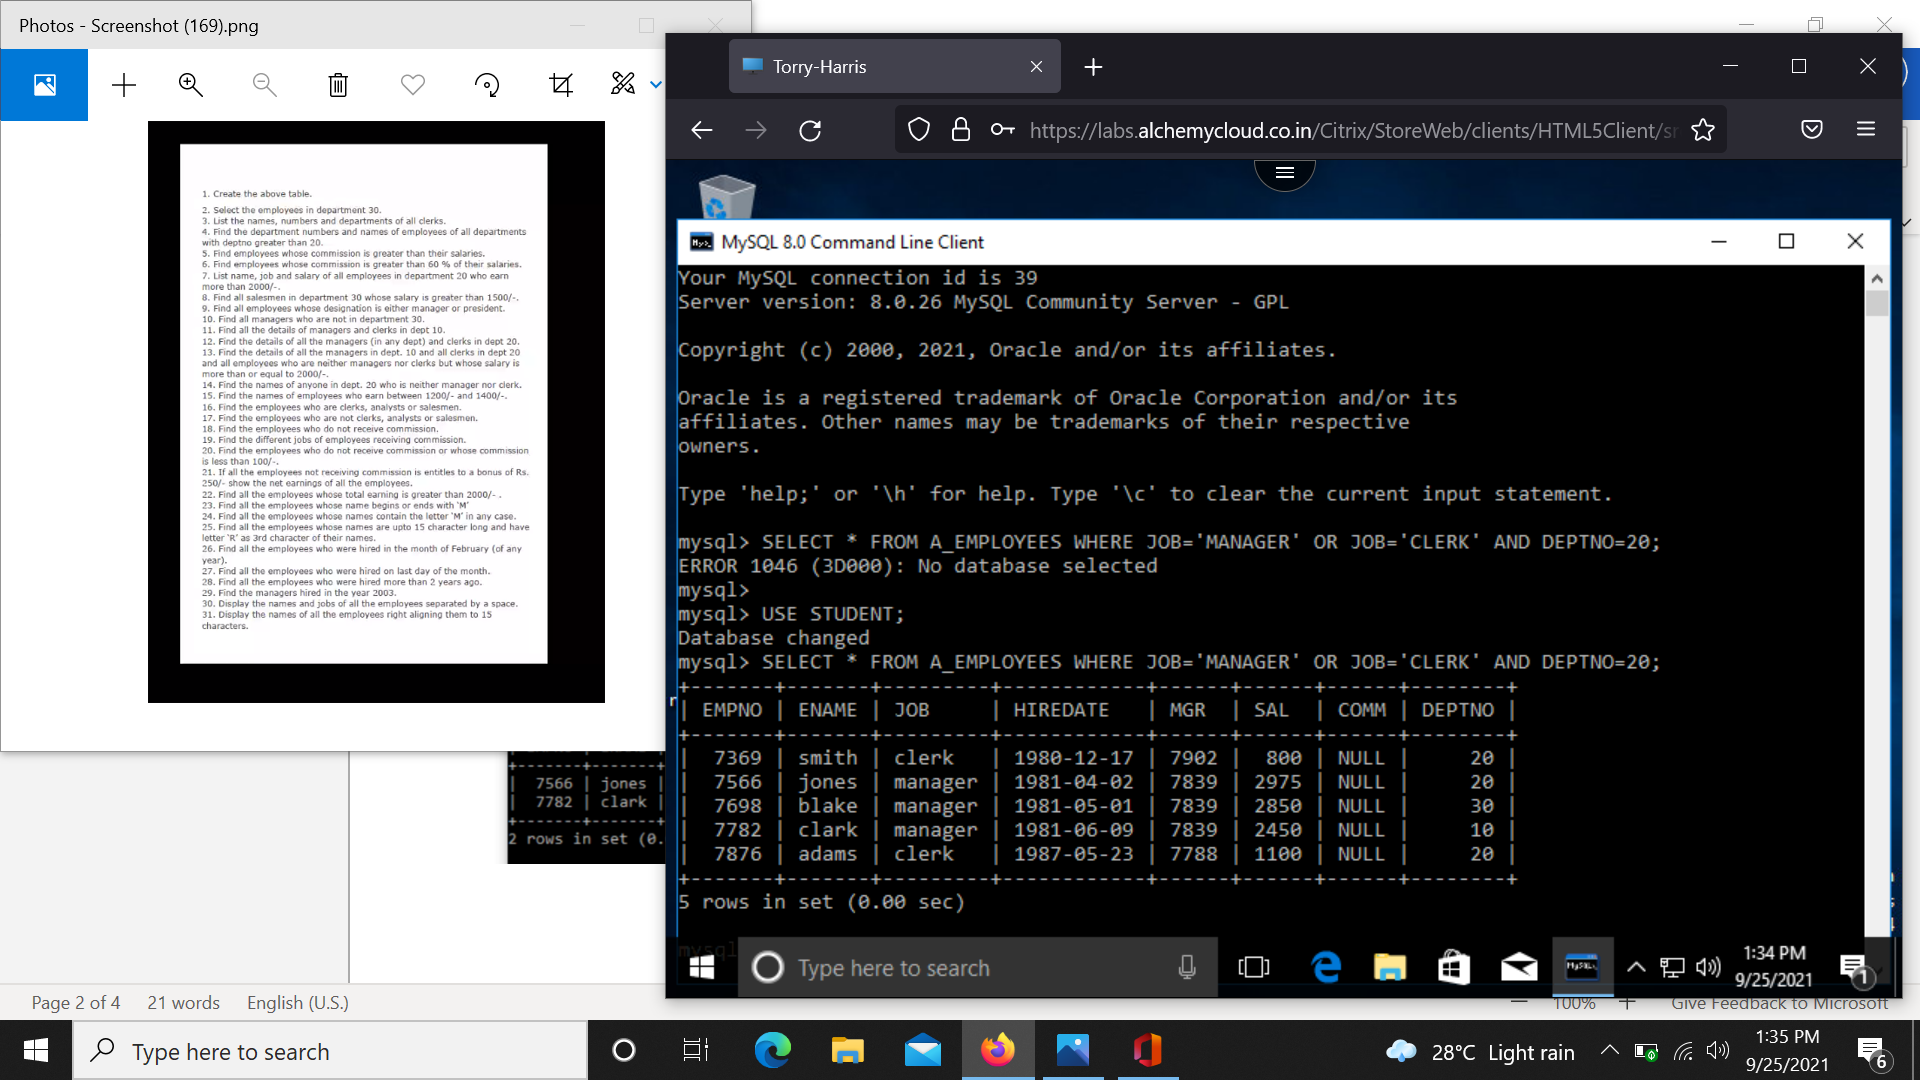 Photos - Screenshot (169).png
1. Create the above table.
2. Select the employees in department 30.
3. List the names, numbers and departments of all clerks.
4. Find the department numbers and names of employees of all departments
with deptno greater than 20.
5. Find employees whose commission is greater than their salaries.
6. Find employees whose commission is greater than 60 % of their salaries.
7. List name, job and salary of all employees in department 20 who earn
more than 2000/-.
8. Find all salesmen in department 30 whose salary is greater than 1500/-.
9. Find all employees whose designation is either manager or president.
10. Find all managers who are not in department 30.
11. Find all the details of managers and clerks in dept 10.
12. Find the details of all the managers (in any dept) and clerks in dept 20.
13. Find the details of all the managers in dept. 10 and all clerks in dept 20
and all employees who are neither managers nor clerks but whose salary is
more than or equal to 2000/-.
14. Find the names of anyone in dept. 20 who is neither manager nor clerk.
15. Find the names of employees who earn between 1200/- and 1400/-.
16. Find the employees who are clerks, analysts or salesmen.
17. Find the employees who are not clerks, analysts or salesmen.
18. Find the employees who do not receive commission.
19. Find the different jobs of employees receiving commission.
20. Find the employees who do not receive commission or whose commission
is less than 100/-.
21. If all the employees not receiving commission is entitles to a bonus of Rs.
250/- show the net earnings of all the employees.
22. Find all the employees whose total earning is greater than 2000/- .
23. Find all the employees whose name begins or ends with 'M'
24. Find all the employees whose names contain the letter 'M' in any case.
25. Find all the employees whose names are upto 15 character long and have
letter 'R' as 3rd character of their names.
26. Find all the employees who were hired in the month of February (of any
year).
27. Find all the employees who were hired on last day of the month.
28. Find all the employees who were hired more than 2 years ago.
29. Find the managers hired in the year 2003.
30. Display the names and jobs of all the employees separated by a space.
31. Display the names of all the employees right aligning them to 15
characters.
| 7566 | jones |
| 7782 | clark |
2 rows in set (0.
Page 2 of 4 21 words English (U.S.)
Torry-Harris
https://labs.alchemycloud.co.in/Citrix/StoreWeb/clients/HTML5Client/sr
MySQL 8.0 Command Line Client
Your MySQL connection id is 39
Server version: 8.0.26 MySQL Community Server - GPL
Copyright (c) 2000, 2021, Oracle and/or its affiliates.
Oracle is a registered trademark of Oracle Corporation and/or its
affiliates. Other names may be trademarks of their respective
owners.
Type 'help;' or '\h' for help. Type '\c' to clear the current input statement.
mysql> SELECT * FROM A_EMPLOYEES WHERE JOB='MANAGER' OR JOB='CLERK' AND DEPTNO=20;
ERROR 1046 (3D000): No database selected
mysql>
mysql> USE STUDENT;
Database changed
mysql> SELECT * FROM A_EMPLOYEES WHERE JOB='MANAGER' OR JOB='CLERK' AND DEPTNO=20;
| EMPNO | ENAME | JOB | HIREDATE | MGR | SAL | COMM | DEPTNO |
| 7369 | smith | clerk | 1980-12-17 | 7902 | 800 | NULL | 20 |
| 7566 | jones | manager | 1981-04-02 | 7839 | 2975 | NULL | 20 |
| 7698 | blake | manager | 1981-05-01 | 7839 | 2850 | NULL | 30 |
| 7782 | clark | manager | 1981-06-09 | 7839 | 2450 | NULL | 10 |
| 7876 | adams | clerk | 1987-05-23 | 7788 | 1100 | NULL | 20 |
5 rows in set (0.00 sec)
mysql
Type here to search
1:34 PM
9/25/2021
1
100% Give Feedback to Microsoft
Type here to search
28°C Light rain
1:35 PM
9/25/2021
6